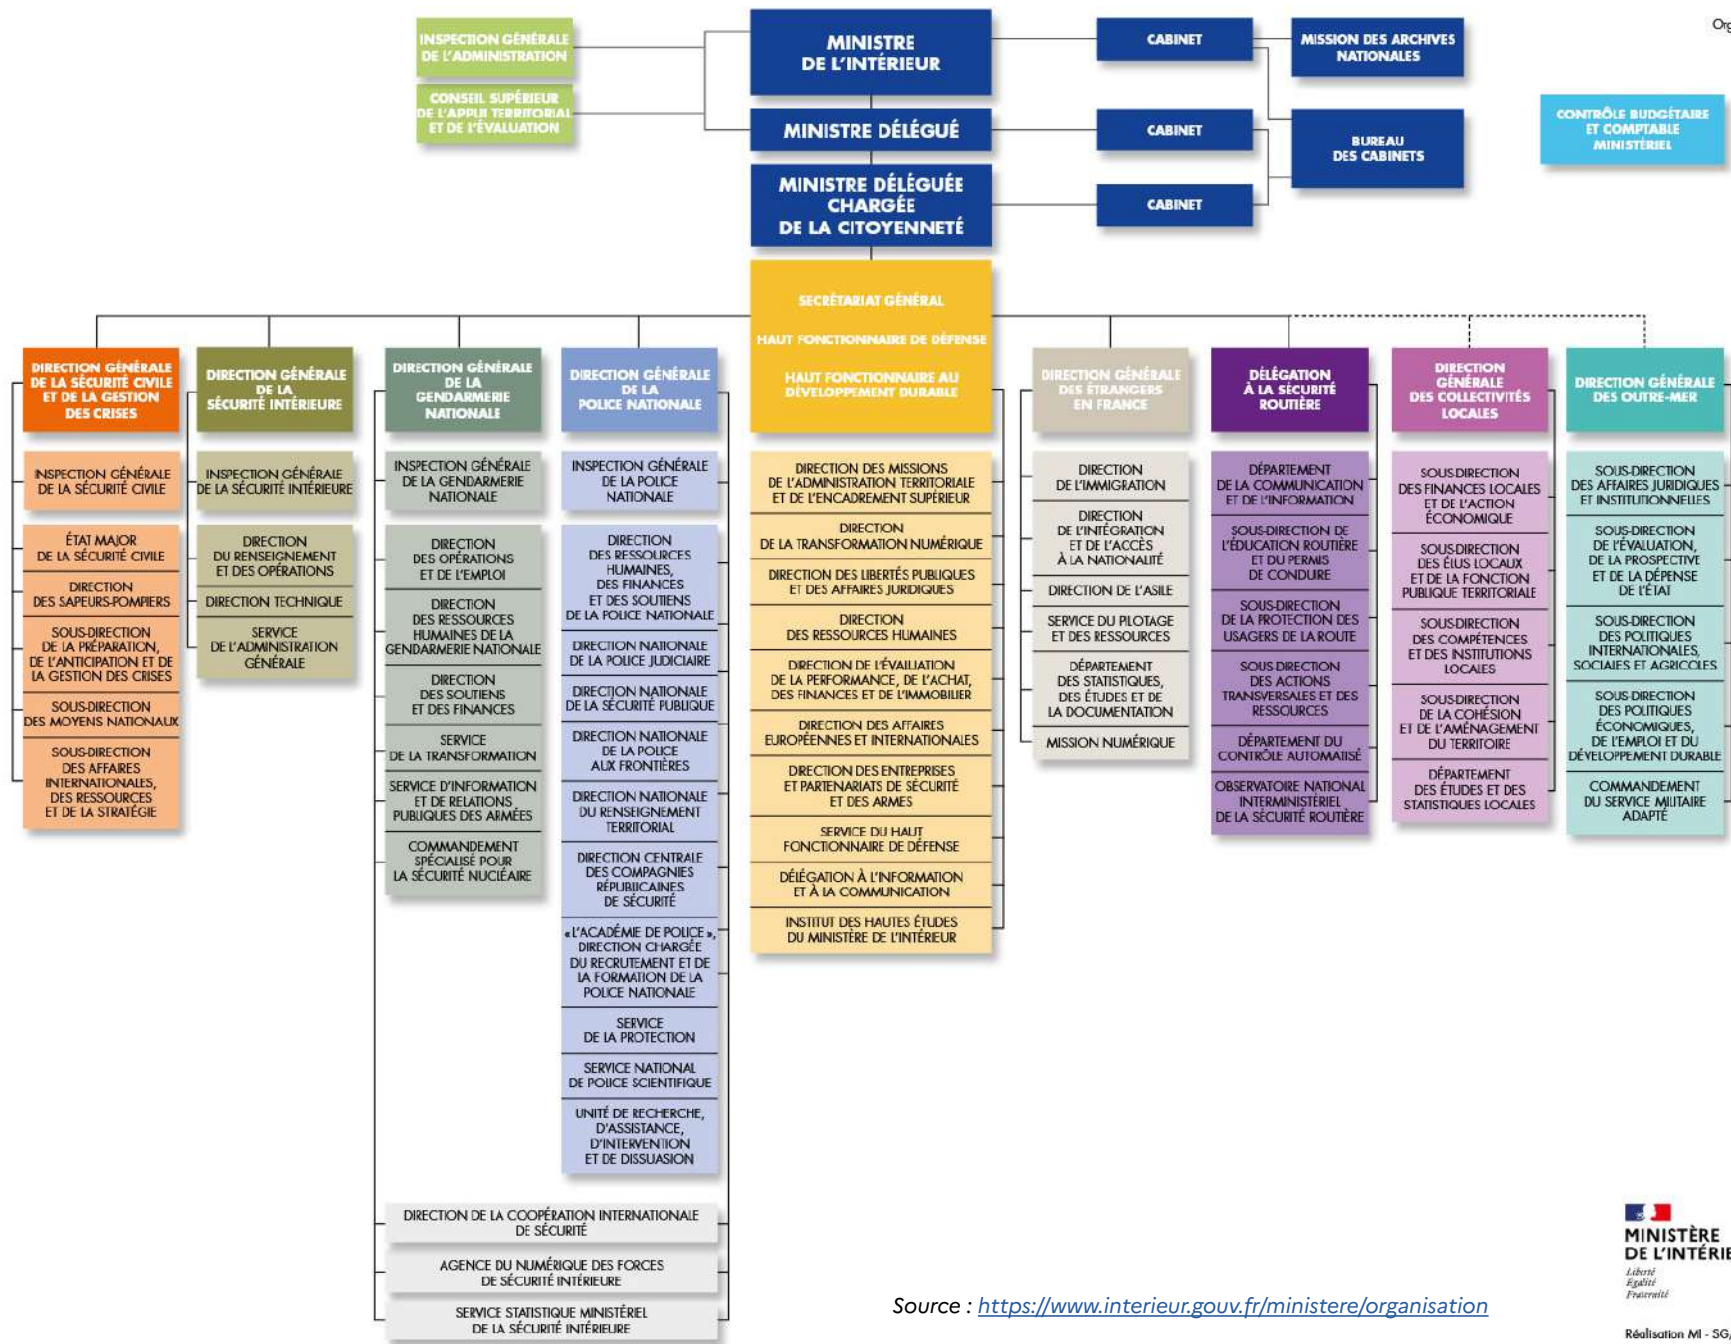 INSPECTION GÉNÉRALE
DE L'ADMINISTRATION
CONSEIL SUPÉRIEUR
DE L'APPUI TERRITORIAL
ET DE L'ÉVALUATION
MINISTRE
DE L'INTÉRIEUR
CABINET
MISSION DES ARCHIVES
NATIONALES
MINISTRE DÉLÉGUÉ
CABINET
BUREAU
DES CABINETS
MINISTRE DÉLÉGUÉE
CHARGÉE
DE LA CITOYENNETÉ
CABINET
Org
CONTRÔLE BUDGÉTAIRE
ET COMPTABLE
MINISTÉRIEL
SECRÉTARIAT GÉNÉRAL
HAUT FONCTIONNAIRE DE DÉFENSE
HAUT FONCTIONNAIRE AU
DÉVELOPPEMENT DURABLE
DIRECTION GÉNÉRALE
DE LA SÉCURITÉ CIVILE
ET DE LA GESTION
DES CRISES
INSPECTION GÉNÉRALE
DE LA SÉCURITÉ CIVILE
ÉTAT MAJOR
DE LA SÉCURITÉ CIVILE
DIRECTION
DES SAPEURS-POMPIERS
SOUS-DIRECTION
DE LA PRÉPARATION,
DE L'ANTICIPATION ET DE
LA GESTION DES CRISES
SOUS-DIRECTION
DES MOYENS NATIONAUX
SOUS-DIRECTION
DES AFFAIRES
INTERNATIONALES,
DES RESSOURCES
ET DE LA STRATÉGIE
DIRECTION GÉNÉRALE
DE LA
SÉCURITÉ INTÉRIEURE
INSPECTION GÉNÉRALE
DE LA SÉCURITÉ INTÉRIEURE
DIRECTION
DU RENSEIGNEMENT
ET DES OPÉRATIONS
DIRECTION TECHNIQUE
SERVICE
DE L'ADMINISTRATION
GÉNÉRALE
DIRECTION GÉNÉRALE
DE LA
GENDARMERIE
NATIONALE
INSPECTION GÉNÉRALE
DE LA GENDARMERIE
NATIONALE
DIRECTION
DES OPÉRATIONS
ET DE L'EMPLOI
DIRECTION
DES RESSOURCES
HUMAINES DE LA
GENDARMERIE NATIONALE
DIRECTION
DES SOUTIENS
ET DES FINANCES
SERVICE
DE LA TRANSFORMATION
SERVICE D'INFORMATION
ET DE RELATIONS
PUBLIQUES DES ARMÉES
COMMANDEMENT
SPÉCIALISÉ POUR
LA SÉCURITÉ NUCLÉAIRE
DIRECTION GÉNÉRALE
DE LA
POLICE NATIONALE
INSPECTION GÉNÉRALE
DE LA POLICE
NATIONALE
DIRECTION
DES RESSOURCES
HUMAINES,
DES FINANCES
ET DES SOUTIENS
DE LA POLICE NATIONALE
DIRECTION NATIONALE
DE LA POLICE JUDICIAIRE
DIRECTION NATIONALE
DE LA SÉCURITÉ PUBLIQUE
DIRECTION NATIONALE
DE LA POLICE
AUX FRONTIÈRES
DIRECTION NATIONALE
DU RENSEIGNEMENT
TERRITORIAL
DIRECTION CENTRALE
DES COMPAGNIES
RÉPUBLICAINES
DE SÉCURITÉ
« L'ACADÉMIE DE POLICE »,
DIRECTION CHARGÉE
DU RECRUTEMENT ET DE
LA FORMATION DE LA
POLICE NATIONALE
SERVICE
DE LA PROTECTION
SERVICE NATIONAL
DE POLICE SCIENTIFIQUE
UNITÉ DE RECHERCHE,
D'ASSISTANCE,
D'INTERVENTION
ET DE DISSUASION
DIRECTION DE LA COOPÉRATION INTERNATIONALE
DE SÉCURITÉ
AGENCE DU NUMÉRIQUE DES FORCES
DE SÉCURITÉ INTÉRIEURE
SERVICE STATISTIQUE MINISTÉRIEL
DE LA SÉCURITÉ INTÉRIEURE
DIRECTION DES MISSIONS
DE L'ADMINISTRATION TERRITORIALE
ET DE L'ENCADREMENT SUPÉRIEUR
DIRECTION
DE LA TRANSFORMATION NUMÉRIQUE
DIRECTION DES LIBERTÉS PUBLIQUES
ET DES AFFAIRES JURIDIQUES
DIRECTION
DES RESSOURCES HUMAINES
DIRECTION DE L'ÉVALUATION
DE LA PERFORMANCE, DE L'ACHAT,
DES FINANCES ET DE L'IMMOBILIER
DIRECTION DES AFFAIRES
EUROPÉENNES ET INTERNATIONALES
DIRECTION DES ENTREPRISES
ET PARTENARIATS DE SÉCURITÉ
ET DES ARMES
SERVICE DU HAUT
FONCTIONNAIRE DE DÉFENSE
DÉLÉGATION À L'INFORMATION
ET À LA COMMUNICATION
INSTITUT DES HAUTES ÉTUDES
DU MINISTÈRE DE L'INTÉRIEUR
DIRECTION GÉNÉRALE
DES ÉTRANGERS
EN FRANCE
DIRECTION
DE L'IMMIGRATION
DIRECTION
DE L'INTÉGRATION
ET DE L'ACCÈS
À LA NATIONALITÉ
DIRECTION DE L'ASILE
SERVICE DU PILOTAGE
ET DES RESSOURCES
DÉPARTEMENT
DES STATISTIQUES,
DES ÉTUDES ET DE
LA DOCUMENTATION
MISSION NUMÉRIQUE
DÉLÉGATION
À LA SÉCURITÉ
ROUTIÈRE
DÉPARTEMENT
DE LA COMMUNICATION
ET DE L'INFORMATION
SOUS-DIRECTION DE
L'ÉDUCATION ROUTIÈRE
ET DU PERMIS
DE CONDUIRE
SOUS-DIRECTION
DE LA PROTECTION DES
USAGERS DE LA ROUTE
SOUS-DIRECTION
DES ACTIONS
TRANSVERSALES ET DES
RESSOURCES
DÉPARTEMENT DU
CONTRÔLE AUTOMATISÉ
OBSERVATOIRE NATIONAL
INTERMINISTÉRIEL
DE LA SÉCURITÉ ROUTIÈRE
DIRECTION
GÉNÉRALE
DES COLLECTIVITÉS
LOCALES
SOUS-DIRECTION
DES FINANCES LOCALES
ET DE L'ACTION
ÉCONOMIQUE
SOUS-DIRECTION
DES ÉLUS LOCAUX
ET DE LA FONCTION
PUBLIQUE TERRITORIALE
SOUS-DIRECTION
DES COMPÉTENCES
ET DES INSTITUTIONS
LOCALES
SOUS-DIRECTION
DE LA COHÉSION
ET DE L'AMÉNAGEMENT
DU TERRITOIRE
DÉPARTEMENT
DES ÉTUDES ET DES
STATISTIQUES LOCALES
DIRECTION GÉNÉRALE
DES OUTRE-MER
SOUS-DIRECTION
DES AFFAIRES JURIDIQUES
ET INSTITUTIONNELLES
SOUS-DIRECTION
DE L'ÉVALUATION,
DE LA PROSPECTIVE
ET DE LA DÉPENSE
DE L'ÉTAT
SOUS-DIRECTION
DES POLITIQUES
INTERNATIONALES,
SOCIALES ET AGRICOLES
SOUS-DIRECTION
DES POLITIQUES
ÉCONOMIQUES,
DE L'EMPLOI ET DU
DÉVELOPPEMENT DURABLE
COMMANDEMENT
DU SERVICE MILITAIRE
ADAPTÉ
Source : https://www.interieur.gouv.fr/ministere/organisation
MINISTÈRE
DE L'INTÉRIE
Liberté
Égalité
Fraternité
Réalisation MI - SG/